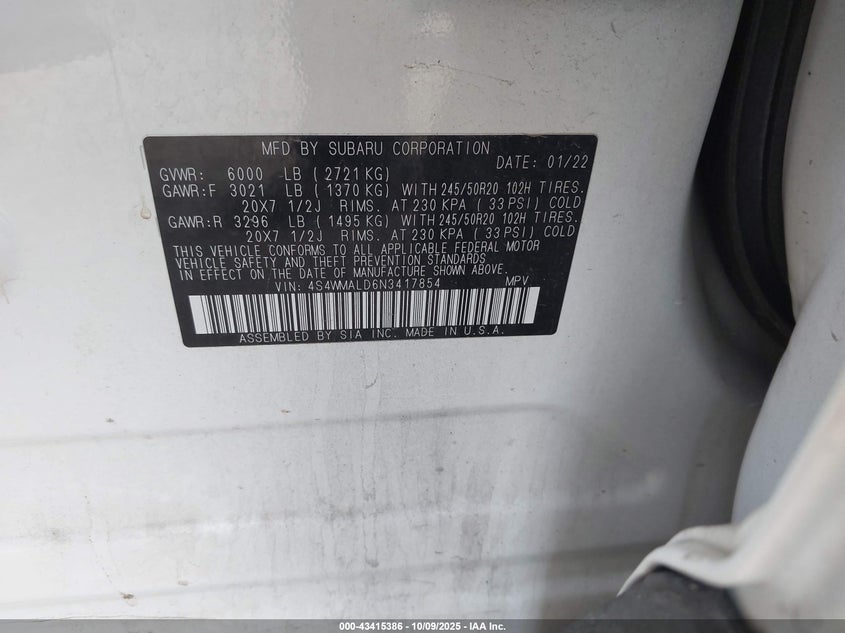 MFD BY SUBARU CORPORATION
DATE: 01/22
GVWR: 6000 LB (2721 KG)
GAWR:F 3021 LB (1370 KG) WITH 245/50R20 102H TIRES.
20X7 1/2J RIMS. AT 230 KPA (33 PSI) COLD
GAWR:R 3296 LB (1495 KG) WITH 245/50R20 102H TIRES.
20X7 1/2J RIMS. AT 230 KPA (33 PSI) COLD
THIS VEHICLE CONFORMS TO ALL APPLICABLE FEDERAL MOTOR
VEHICLE SAFETY AND THEFT PREVENTION STANDARDS
IN EFFECT ON THE DATE OF MANUFACTURE SHOWN ABOVE.
VIN: 4S4WMALD6N3417854 MPV
ASSEMBLED BY SIA INC. MADE IN U.S.A.
000-43415386 - 10/09/2025 - IAA Inc.